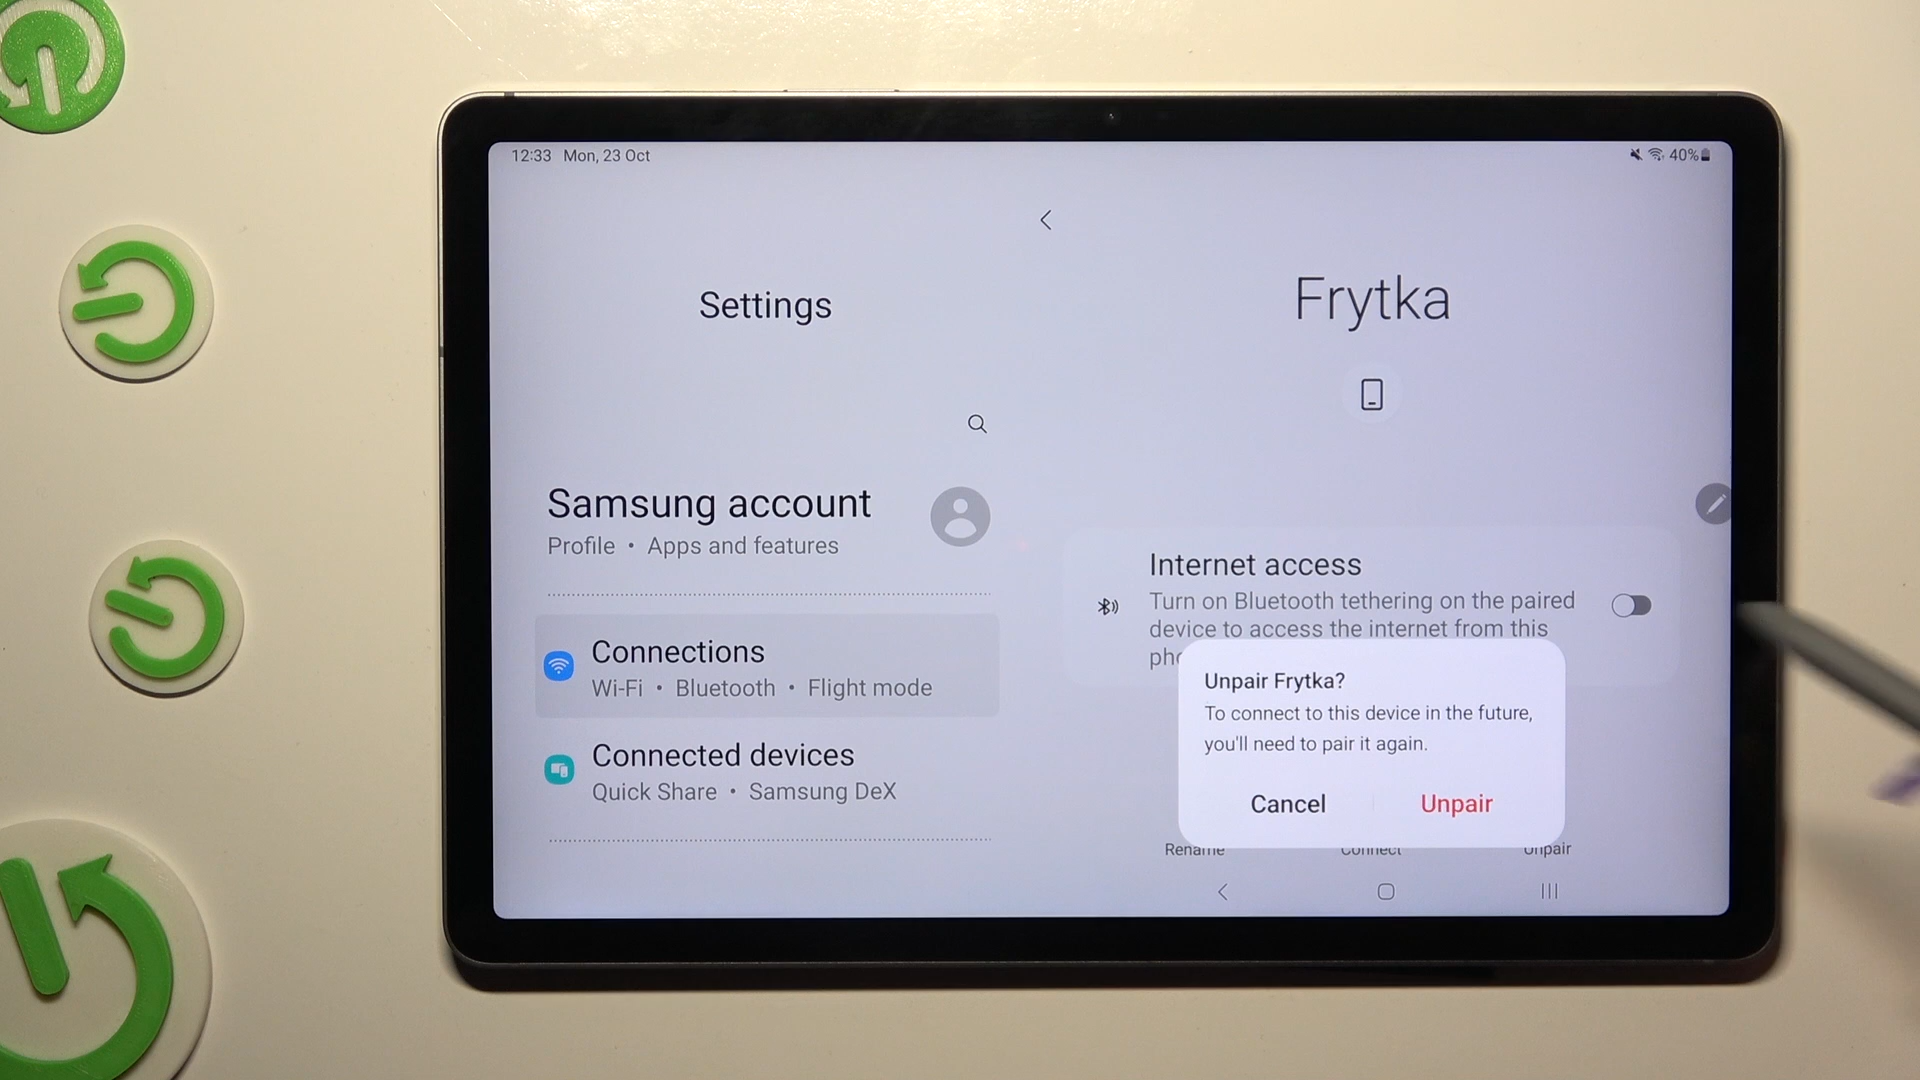 12:33 Mon, 23 Oct
40%
Settings
Samsung account
Profile • Apps and features
Connections
Wi-Fi • Bluetooth • Flight mode
Connected devices
Quick Share • Samsung DeX
Frytka
Internet access
Turn on Bluetooth tethering on the paired
device to access the internet from this
Unpair Frytka?
To connect to this device in the future,
you'll need to pair it again.
Cancel Unpair
Rename Connect Unpair